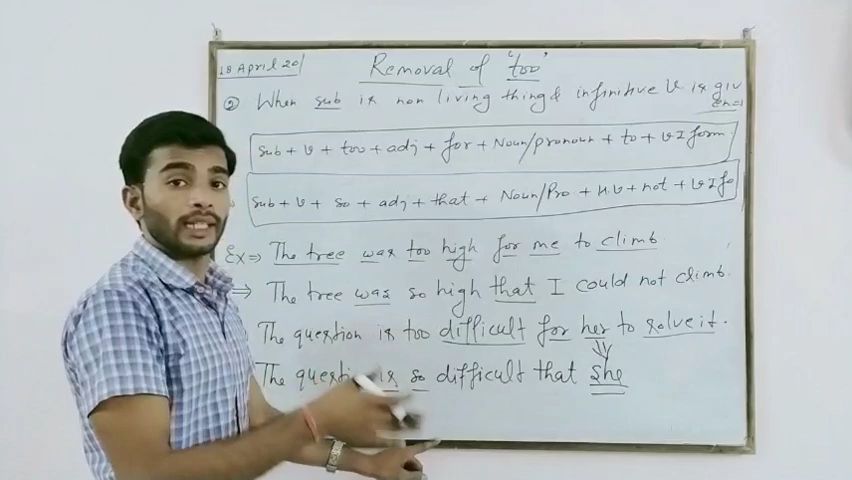 18 April 20
Removal of 'too'
② When sub is non living thing & infinitive V. is giv
en=1
Sub + V + too + adj + for + Noun/pronoun + to + V I form
Sub + V + so + adj + that + Noun/Pro + H.V + not + V I fo
Ex ⇒ The tree was too high for me to climb.
⇒ The tree was so high that I could not climb.
The question is too difficult for her to solve it.
The question is so difficult that she